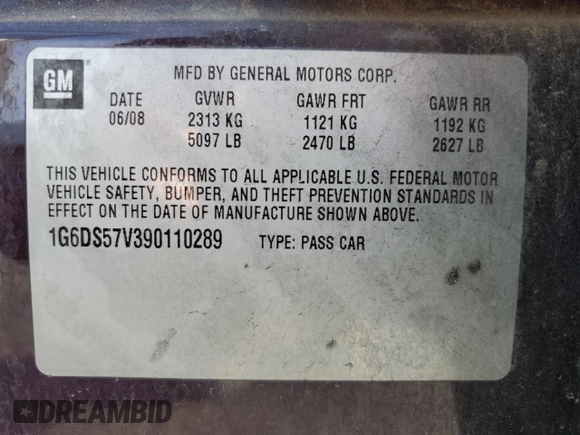 GM
MFD BY GENERAL MOTORS CORP.
DATE GVWR GAWR FRT GAWR RR
06/08 2313 KG 1121 KG 1192 KG
5097 LB 2470 LB 2627 LB
THIS VEHICLE CONFORMS TO ALL APPLICABLE U.S. FEDERAL MOTOR
VEHICLE SAFETY, BUMPER, AND THEFT PREVENTION STANDARDS IN
EFFECT ON THE DATE OF MANUFACTURE SHOWN ABOVE.
1G6DS57V390110289 TYPE: PASS CAR
DREAMBID